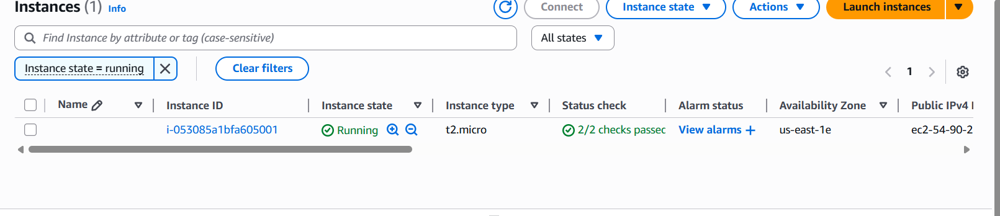 Instances (1) Info Connect Instance state Actions Launch instances
Find Instance by attribute or tag (case-sensitive) All states
Instance state = running Clear filters
1
Name Instance ID Instance state Instance type Status check Alarm status Availability Zone Public IPv4
i-053085a1bfa605001 Running t2.micro 2/2 checks passed View alarms + us-east-1e ec2-54-90-2